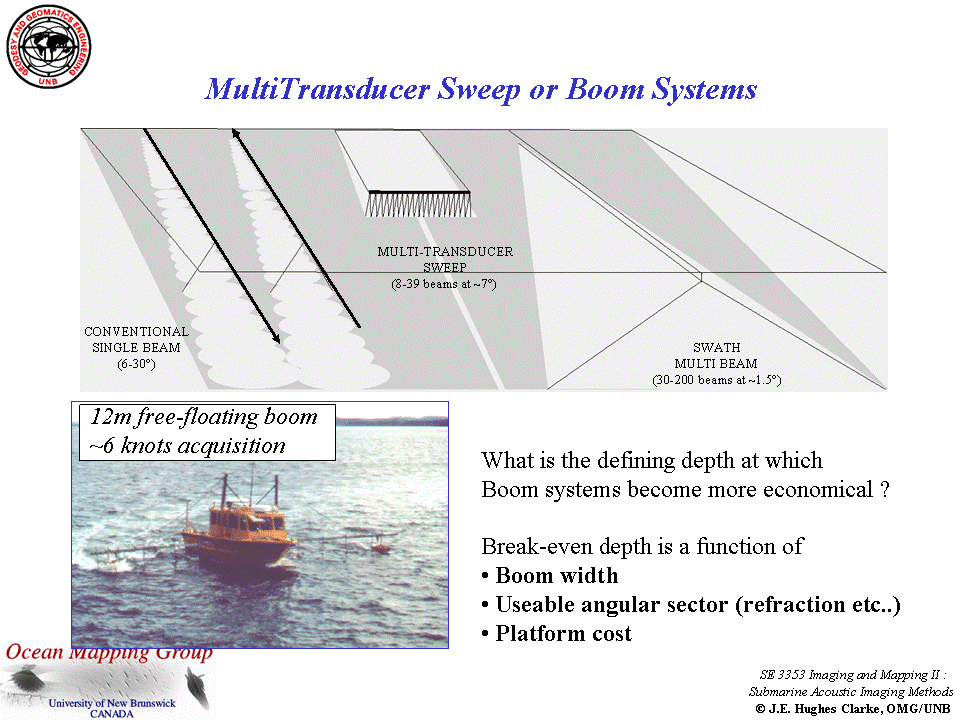 GEODESY AND GEOMATICS ENGINEERING
UNB
MultiTransducer Sweep or Boom Systems
MULTI-TRANSDUCER
SWEEP
(8-39 beams at ~7°)
CONVENTIONAL
SINGLE BEAM
(6-30°)
SWATH
MULTI BEAM
(30-200 beams at ~1.5°)
12m free-floating boom
~6 knots acquisition
What is the defining depth at which
Boom systems become more economical ?
Break-even depth is a function of
• Boom width
• Useable angular sector (refraction etc..)
• Platform cost
Ocean Mapping Group
University of New Brunswick
CANADA
SE 3353 Imaging and Mapping II :
Submarine Acoustic Imaging Methods
© J.E. Hughes Clarke, OMG/UNB